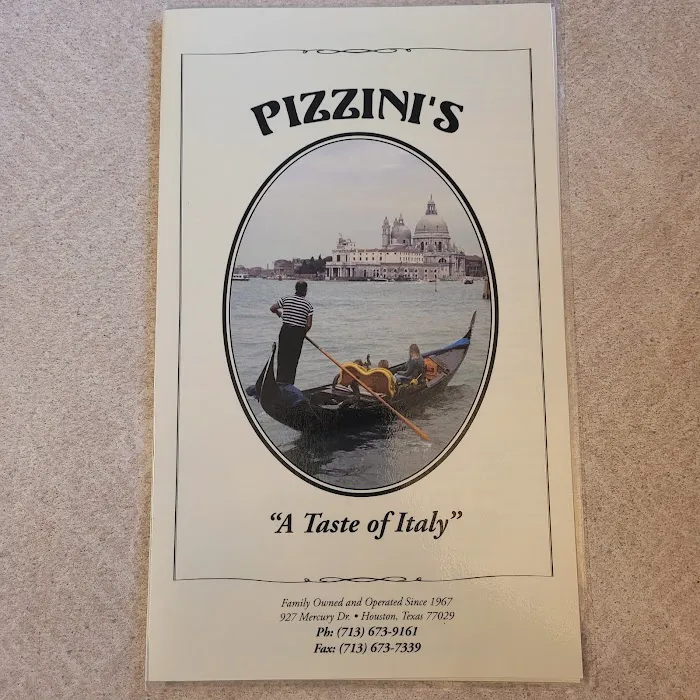 PIZZINI'S
“A Taste of Italy”
Family Owned and Operated Since 1967
927 Mercury Dr. • Houston, Texas 77029
Ph: (713) 673-9161
Fax: (713) 673-7339